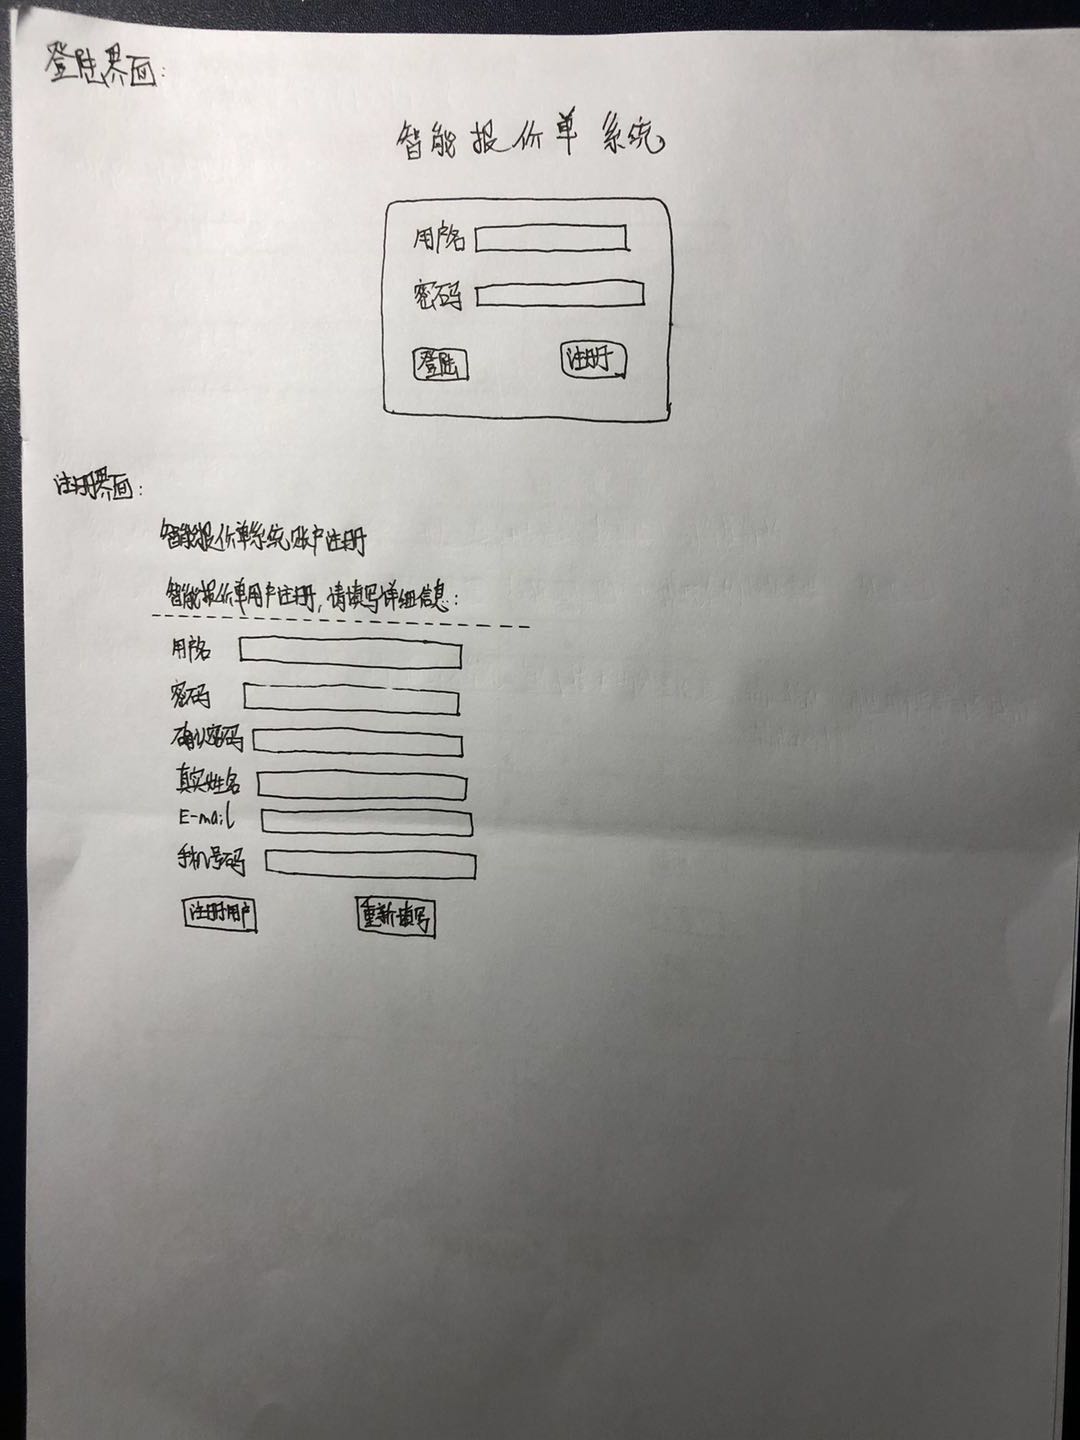 登陆界面：
智能报价单系统
用户名
密码
登陆 注册
注册界面：
智能报价单系统账户注册
智能报价单用户注册，请填写详细信息：
用户名
密码
确认密码
真实姓名
E-mail
手机号码
注册用户 重新填写